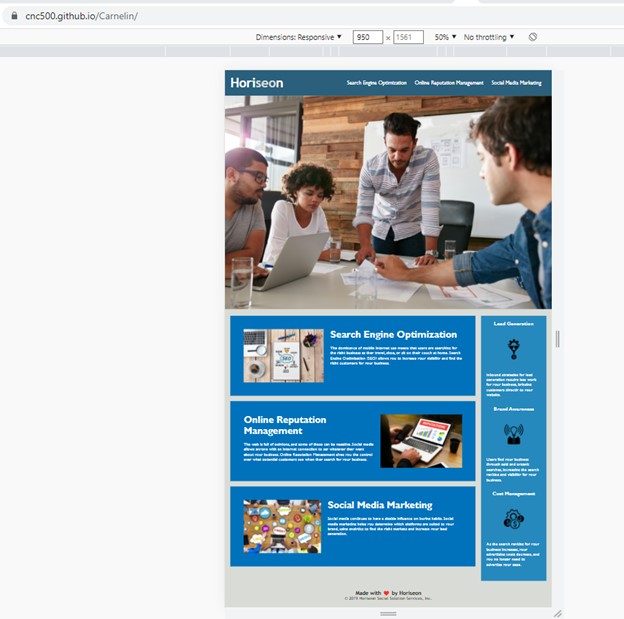 cnc500.github.io/Carnelin/
Dimensions: Responsive ▼ 950 × 1561 50% ▼ No throttling ▼
Horiseon
Search Engine Optimization Online Reputation Management Social Media Marketing
Search Engine Optimization
The dominance of mobile internet use means that users are searching for
the right business as they travel, shop, or sit on their couch at home. Search
Engine Optimization (SEO) allows you to increase your visibility and find the
right customers for your business.
Online Reputation
Management
The web is full of opinions, and some of these can be negative. Social media
allows anyone with an internet connection to say whatever they want
about your business. Online Reputation Management gives you the control
over what potential customers see when they search for your business.
Social Media Marketing
Social media continues to have a sizable influence on buying habits. Social
media marketing helps you determine which platforms are suited to your
brand, using analytics to find the right markets and increase your lead
generation.
Lead Generation
Inbound strategies for lead
generation require less work
for your business, bringing
customers directly to your
website.
Brand Awareness
Users find your business
through paid and organic
searches, increasing the search
ranking and visibility for your
business.
Cost Management
As the search ranking for your
business increases, your
advertising costs decrease, and
you no longer need to
advertise your page.
Made with ❤️ by Horiseon
© 2019 Horiseon Social Solution Services, Inc.